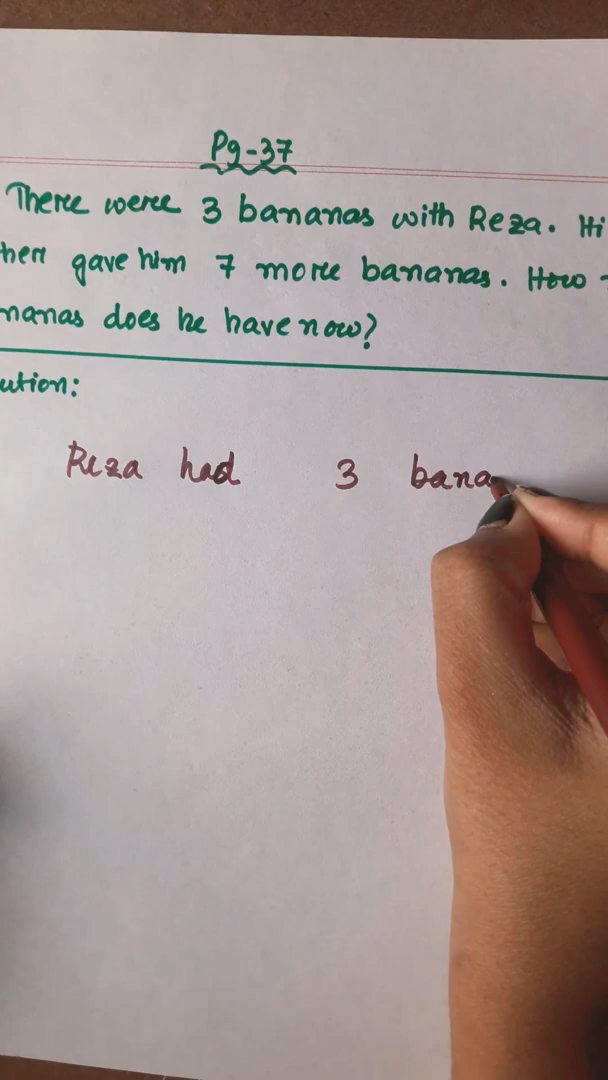 Pg-37
There were 3 bananas with Reza. Hi
her gave him 7 more bananas. How
nanas does he have now?
ution:
Reza had 3 bana